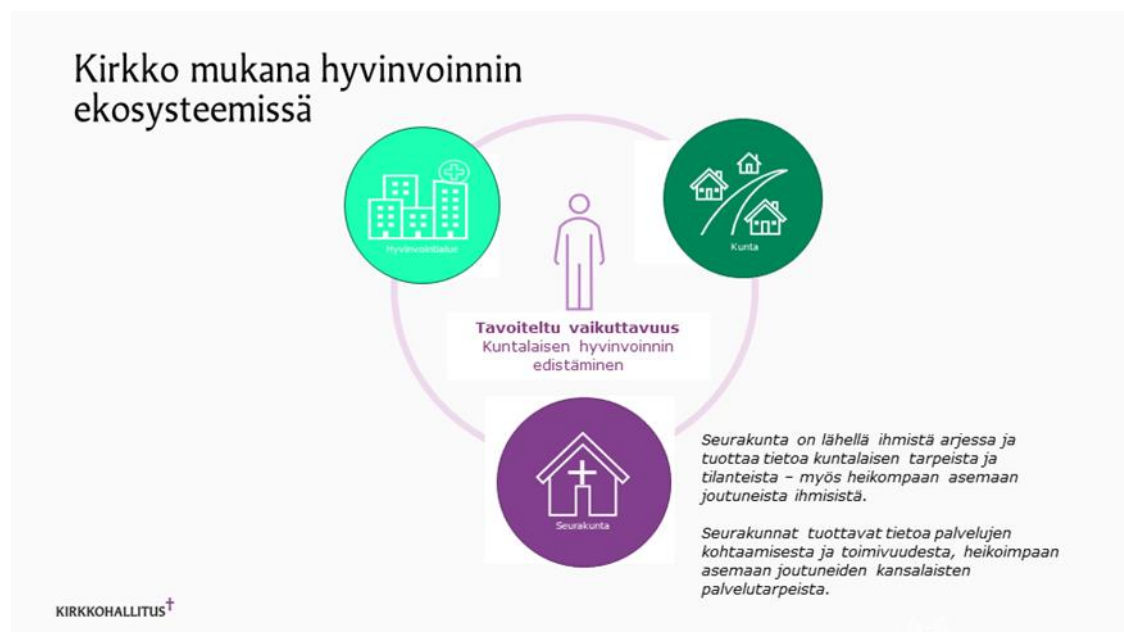 Kirkko mukana hyvinvoinnin
ekosysteemissä
Hyvinvointialue
Kunta
Tavoiteltu vaikuttavuus
Kuntalaisen hyvinvoinnin
edistäminen
Seurakunta
Seurakunta on lähellä ihmistä arjessa ja
tuottaa tietoa kuntalaisen tarpeista ja
tilanteista – myös heikompaan asemaan
joutuneista ihmisistä.
Seurakunnat tuottavat tietoa palvelujen
kohtaamisesta ja toimivuudesta, heikoimpaan
asemaan joutuneiden kansalaisten
palvelutarpeista.
KIRKKOHALLITUS